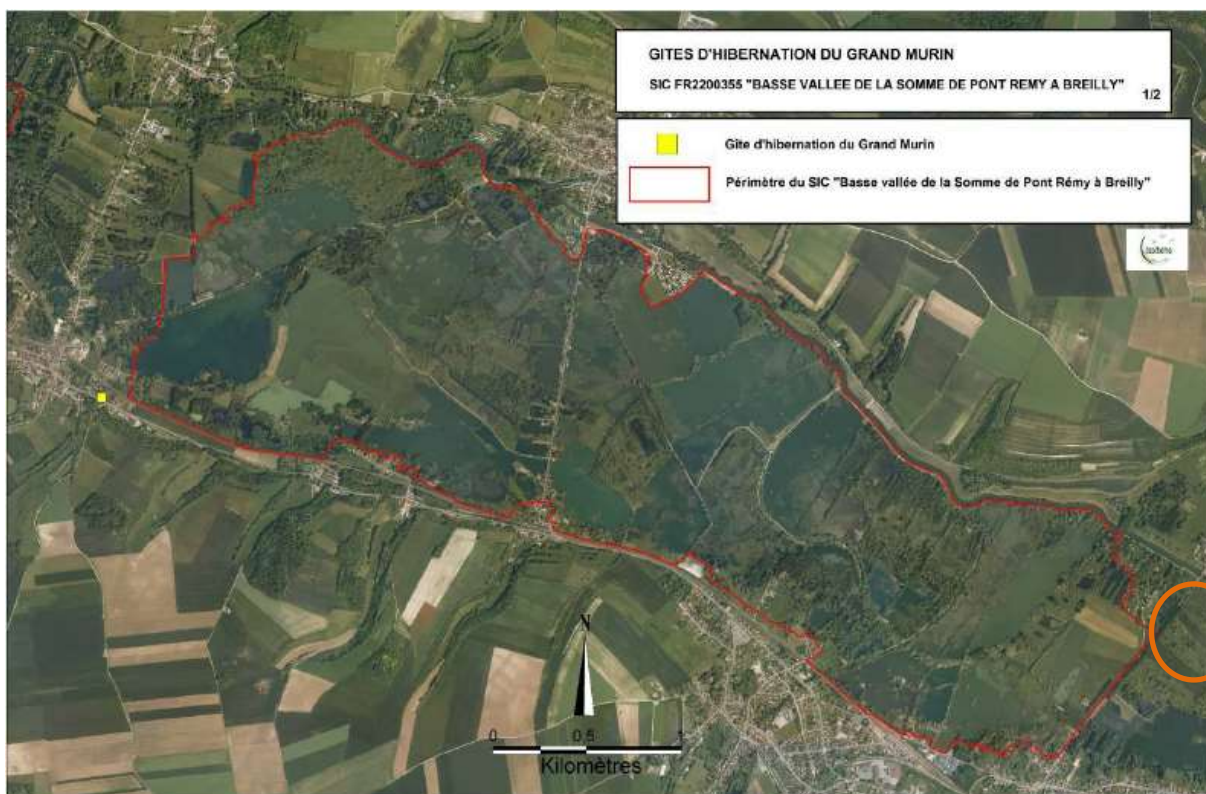 GITES D'HIBERNATION DU GRAND MURIN
SIC FR2200355 "BASSE VALLEE DE LA SOMME DE PONT REMY A BREILLY"
1/2
Gîte d'hibernation du Grand Murin
Périmètre du SIC "Basse vallée de la Somme de Pont Rémy à Breilly"
N
0 0,5 1
Kilomètres